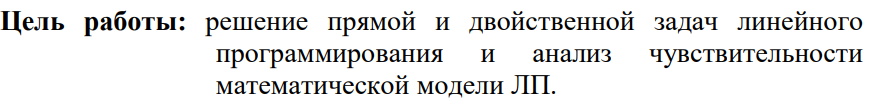 Цель работы: решение прямой и двойственной задач линейного
программирования и анализ чувствительности
математической модели ЛП.